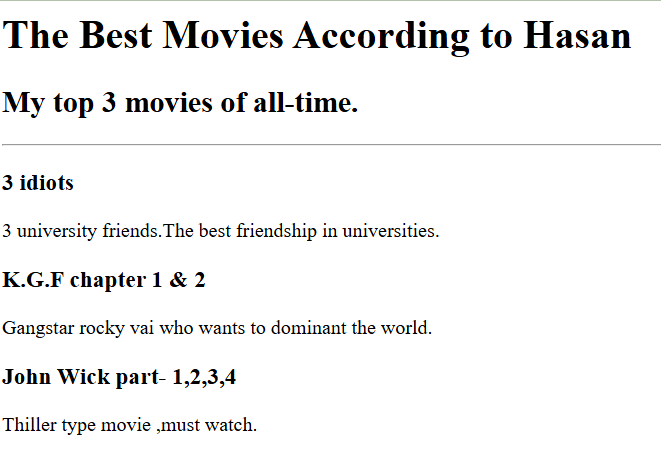 The Best Movies According to Hasan
My top 3 movies of all-time.
3 idiots
3 university friends.The best friendship in universities.
K.G.F chapter 1 & 2
Gangstar rocky vai who wants to dominant the world.
John Wick part- 1,2,3,4
Thiller type movie ,must watch.